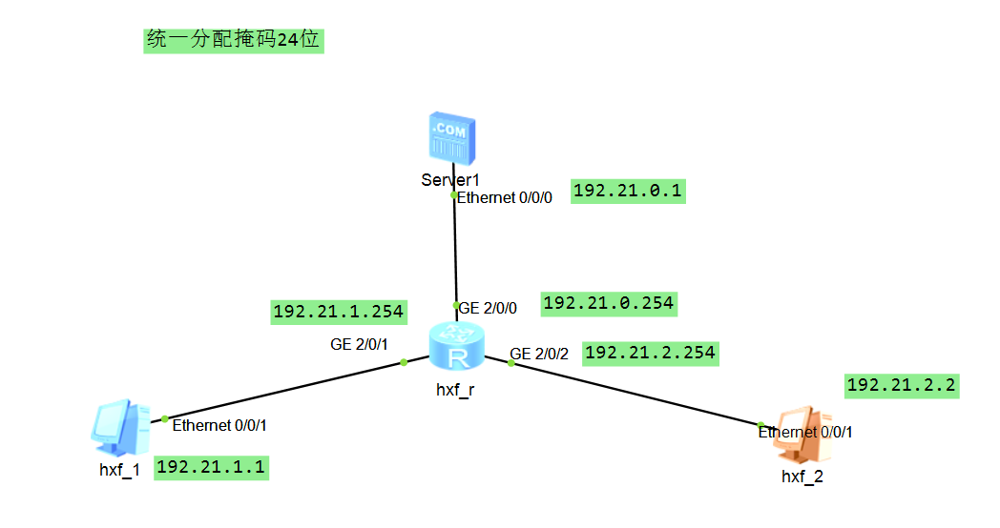 统一分配掩码24位
.COM
Server1
Ethernet 0/0/0
192.21.0.1
192.21.1.254
GE 2/0/0
192.21.0.254
GE 2/0/1
GE 2/0/2
192.21.2.254
R
hxf_r
192.21.2.2
Ethernet 0/0/1
Ethernet 0/0/1
hxf_1
192.21.1.1
hxf_2